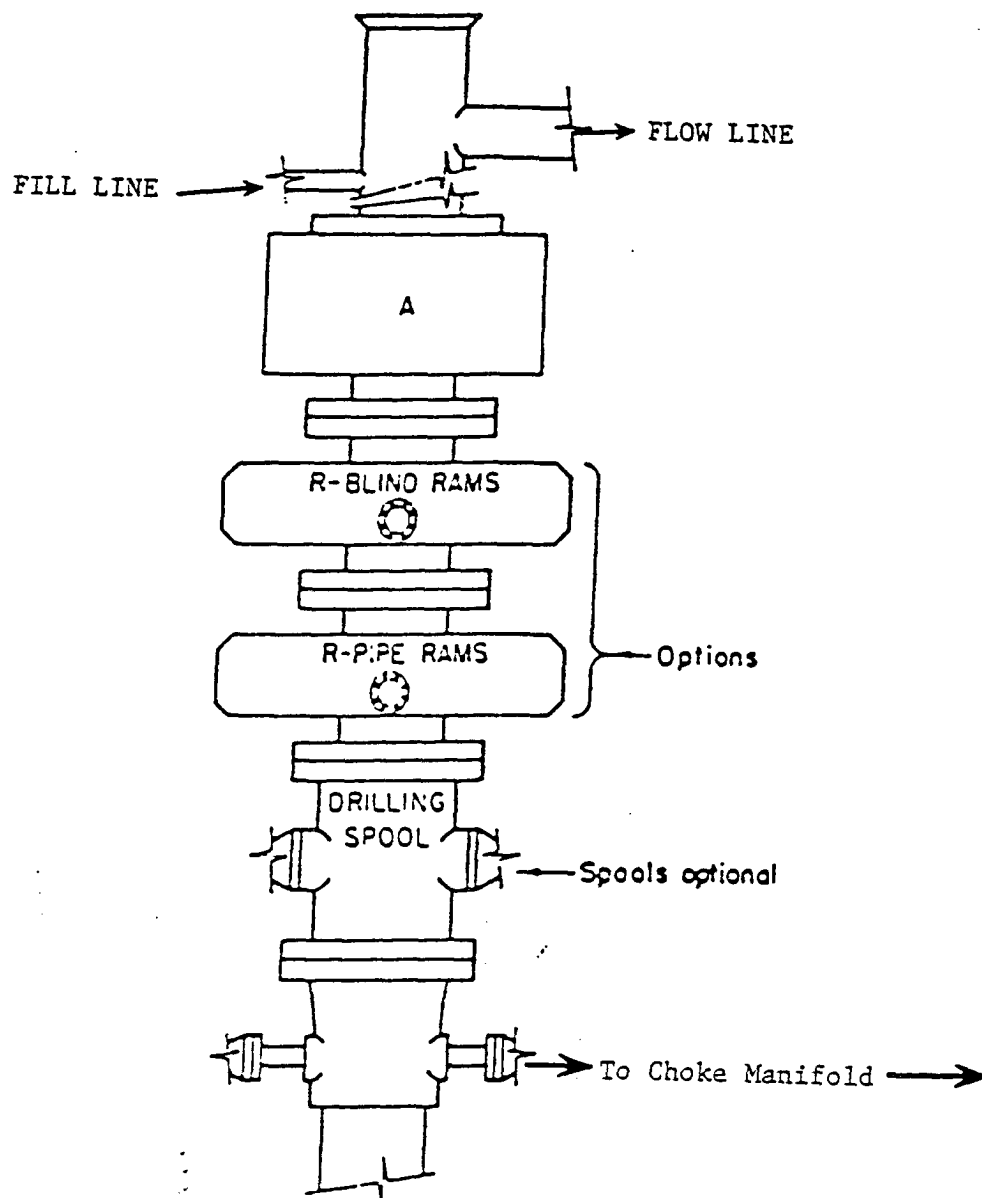 FLOW LINE
FILL LINE
A
R-BLIND RAMS
R-PIPE RAMS
Options
DRILLING
SPOOL
Spools optional
To Choke Manifold